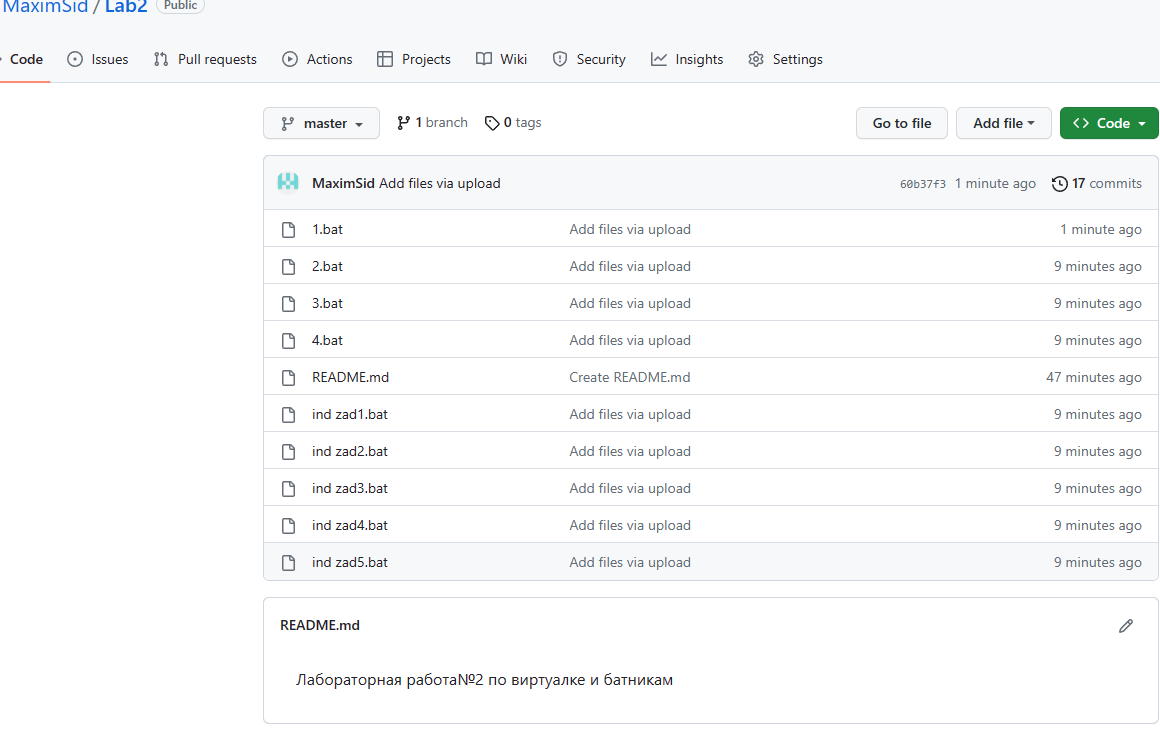 MaximSid / Lab2 Public
Code Issues Pull requests Actions Projects Wiki Security Insights Settings
master 1 branch 0 tags Go to file Add file Code
MaximSid Add files via upload 60b37f3 1 minute ago 17 commits
1.bat Add files via upload 1 minute ago
2.bat Add files via upload 9 minutes ago
3.bat Add files via upload 9 minutes ago
4.bat Add files via upload 9 minutes ago
README.md Create README.md 47 minutes ago
ind zad1.bat Add files via upload 9 minutes ago
ind zad2.bat Add files via upload 9 minutes ago
ind zad3.bat Add files via upload 9 minutes ago
ind zad4.bat Add files via upload 9 minutes ago
ind zad5.bat Add files via upload 9 minutes ago
README.md
Лабораторная работа№2 по виртуалке и батникам